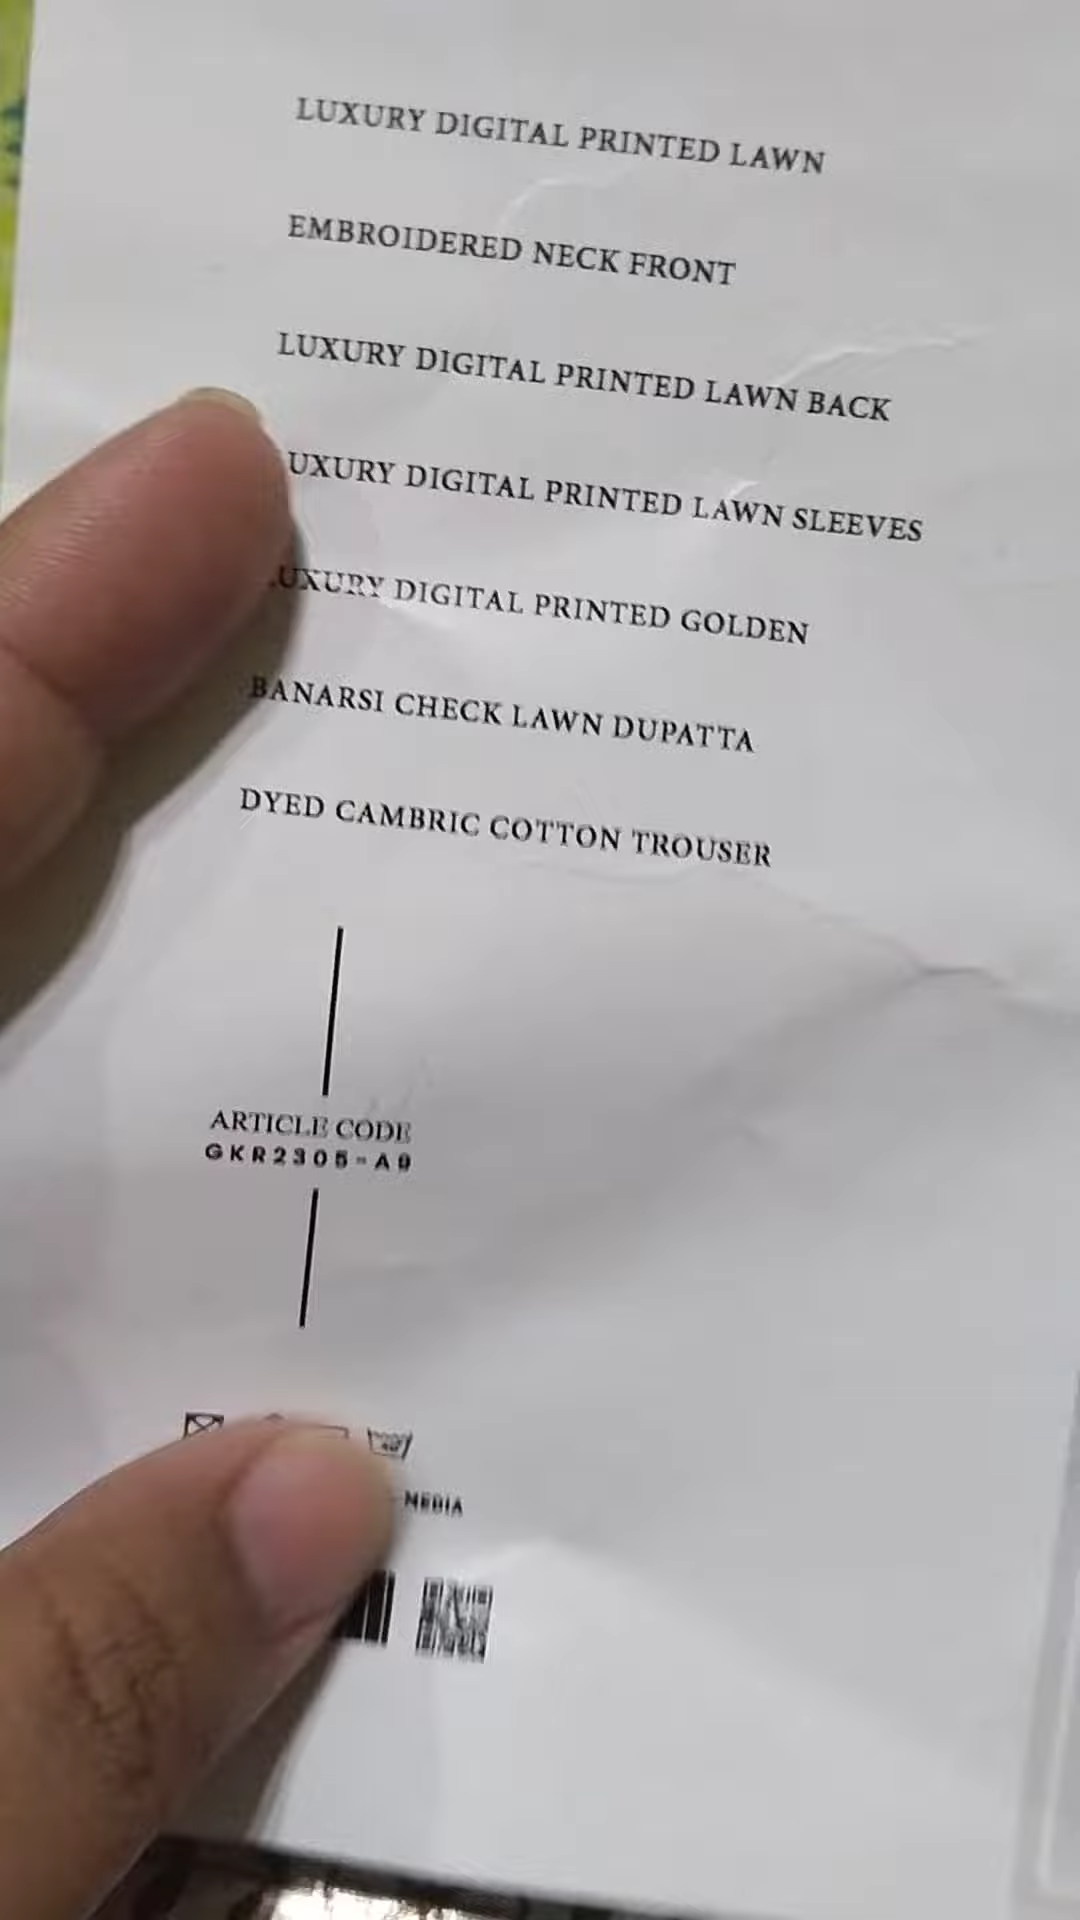 LUXURY DIGITAL PRINTED LAWN
EMBROIDERED NECK FRONT
LUXURY DIGITAL PRINTED LAWN BACK
UXURY DIGITAL PRINTED LAWN SLEEVES
UXURY DIGITAL PRINTED GOLDEN
BANARSI CHECK LAWN DUPATTA
DYED CAMBRIC COTTON TROUSER
ARTICLE CODE
GKR2305-A9
MEDIA